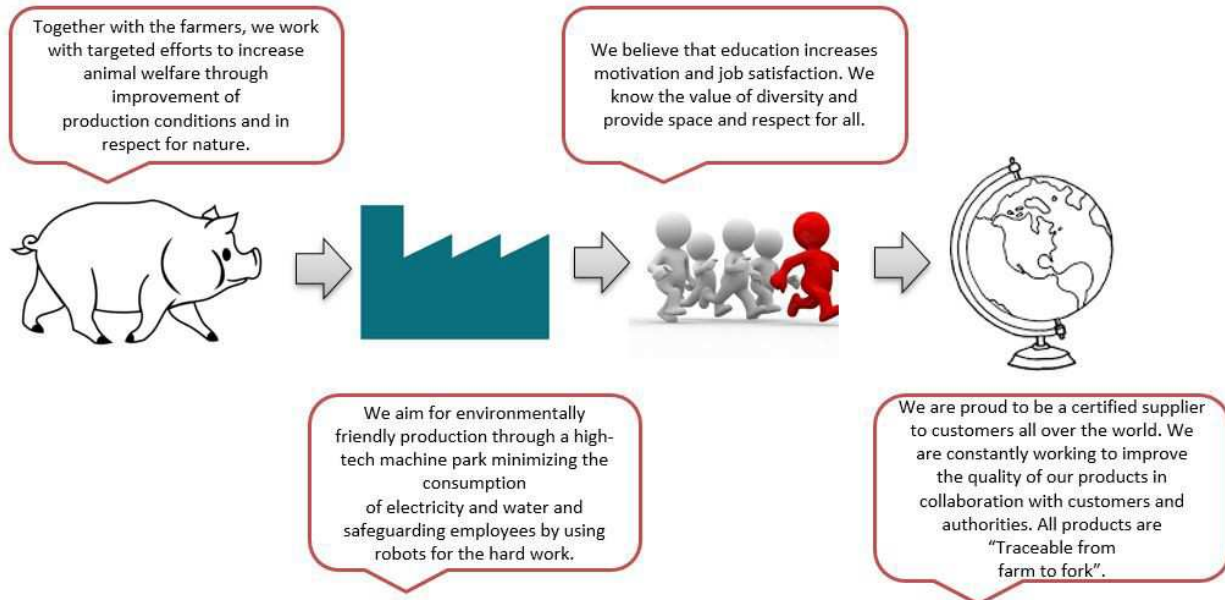 Together with the farmers, we work
with targeted efforts to increase
animal welfare through
improvement of
production conditions and in
respect for nature.
We believe that education increases
motivation and job satisfaction. We
know the value of diversity and
provide space and respect for all.
We aim for environmentally
friendly production through a high-
tech machine park minimizing the
consumption
of electricity and water and
safeguarding employees by using
robots for the hard work.
We are proud to be a certified supplier
to customers all over the world. We
are constantly working to improve
the quality of our products in
collaboration with customers and
authorities. All products are
“Traceable from
farm to fork”.